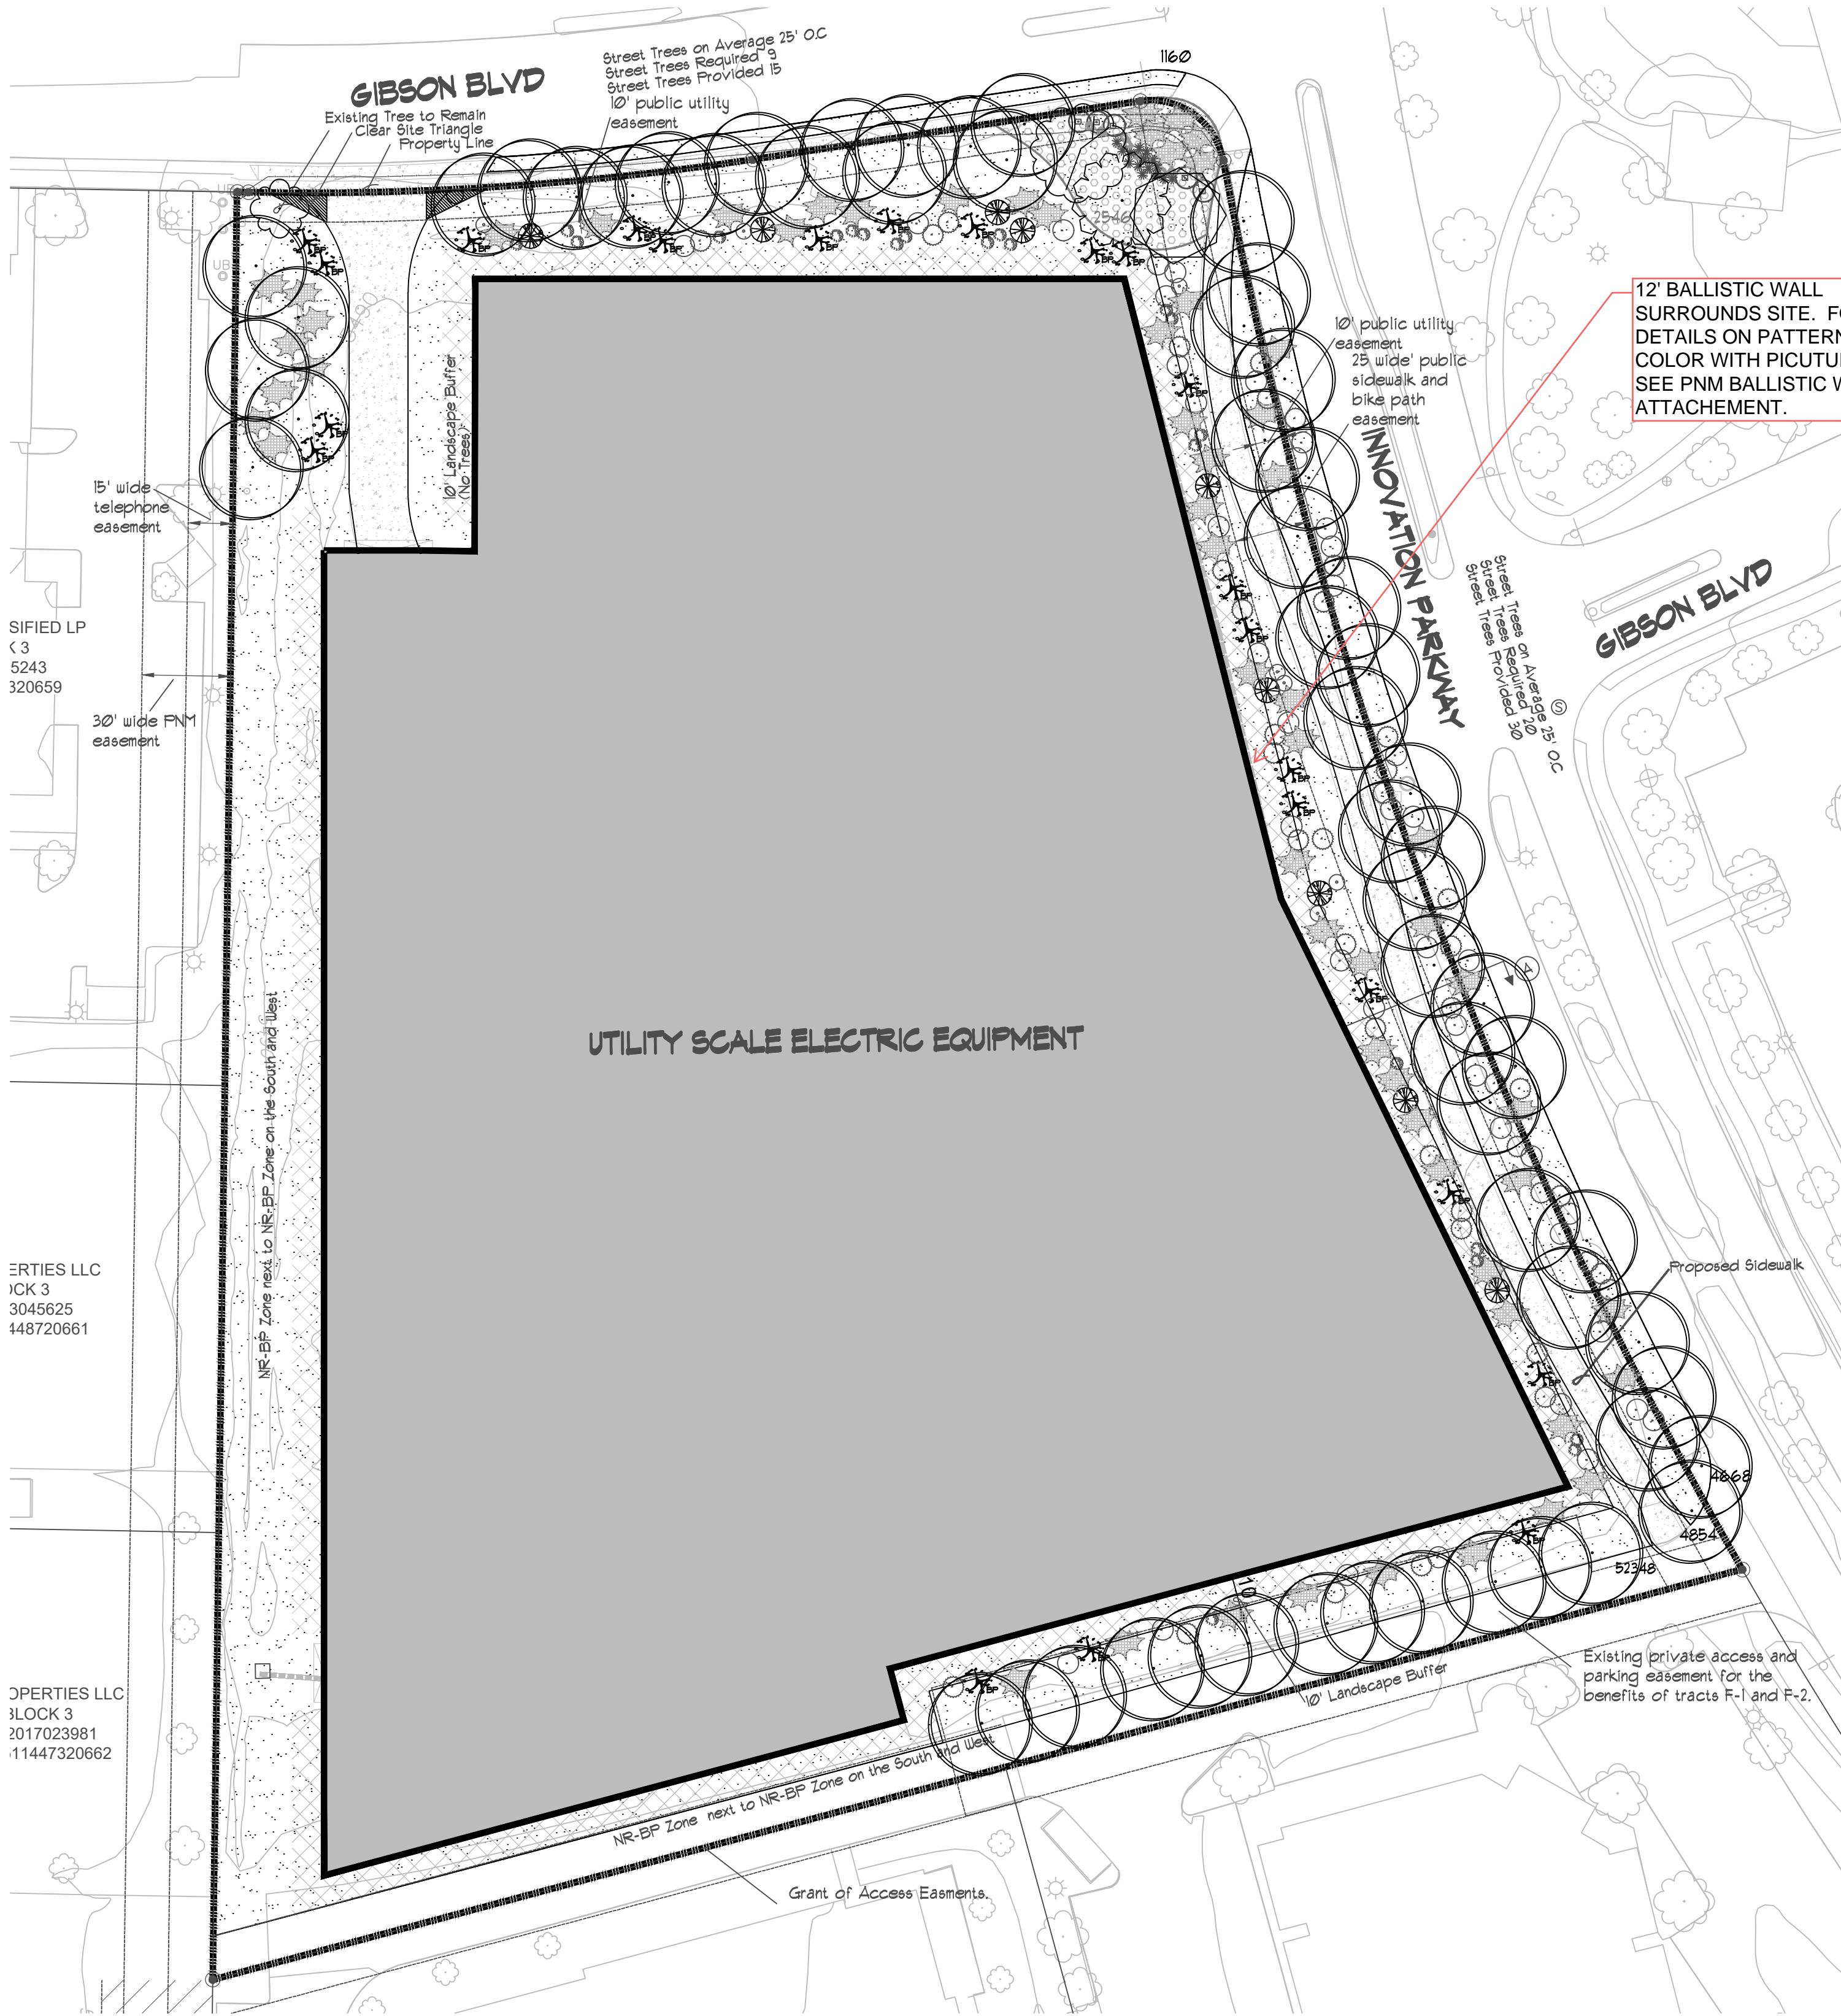 1160
GIBSON BLVD
Street Trees on Average 25' O.C
Street Trees Required 9
Street Trees Provided 15
10' public utility
easement
Existing Tree to Remain
Clear Site Triangle
Property Line
2546
12' BALLISTIC WALL
SURROUNDS SITE.
DETAILS ON PATTERN
COLOR WITH
SEE PNM BALLISTIC
ATTACHEMENT.
10' public utility
easement
25 wide' public
sidewalk and
bike path
easement
10' Landscape Buffer
(No Trees)
INNOVATION PARKWAY
15' wide
telephone
easement
Street Trees on Average 25' O.C
Street Trees Required 20
Street Trees Provided 30
S
GIBSON BLVD
SIFIED LP
K 3
5243
320659
30' wide PNM
easement
NR-BP Zone next to NR-BP Zone on the South and West
UTILITY SCALE ELECTRIC EQUIPMENT
ERTIES LLC
OCK 3
3045625
448720661
Proposed Sidewalk
4668
4854
52348
10
Existing private access and
parking easement for the
benefits of tracts F-1 and F-2.
10' Landscape Buffer
OPERTIES LLC
BLOCK 3
2017023981
11447320662
NR-BP Zone next to NR-BP Zone on the South and West
Grant of Access Easments.